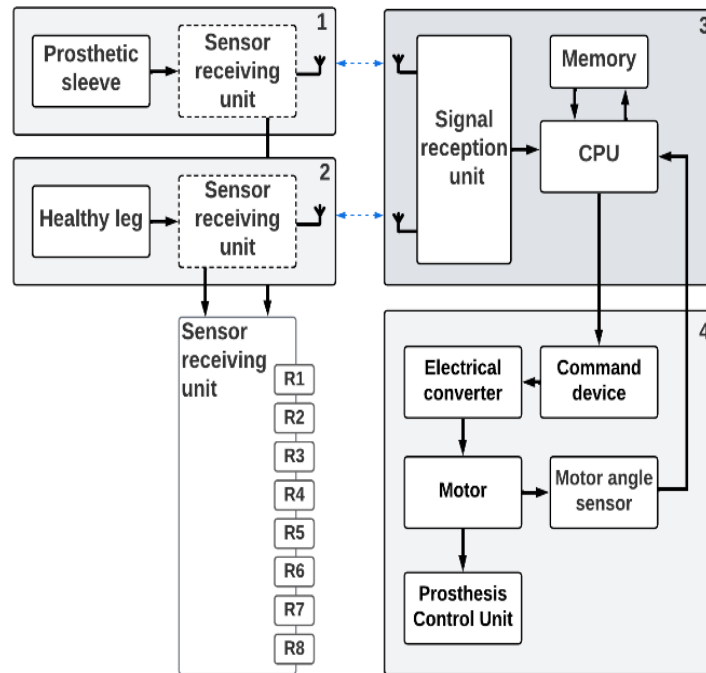 1
Prosthetic
sleeve
Sensor
receiving
unit
2
Healthy leg
Sensor
receiving
unit
Sensor
receiving
unit
R1
R2
R3
R4
R5
R6
R7
R8
3
Signal
reception
unit
Memory
CPU
4
Electrical
converter
Command
device
Motor
Motor angle
sensor
Prosthesis
Control Unit